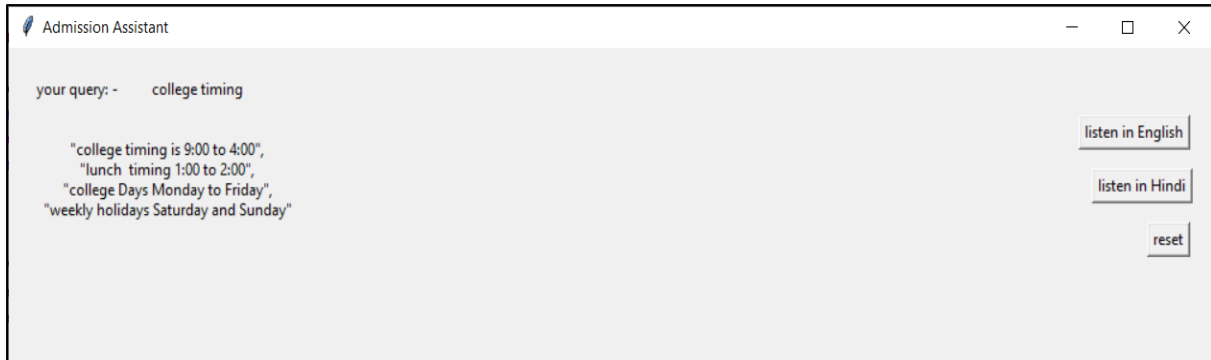 Admission Assistant
your query: - college timing
"college timing is 9:00 to 4:00",
"lunch  timing 1:00 to 2:00",
"college Days Monday to Friday",
"weekly holidays Saturday and Sunday"
listen in English
listen in Hindi
reset